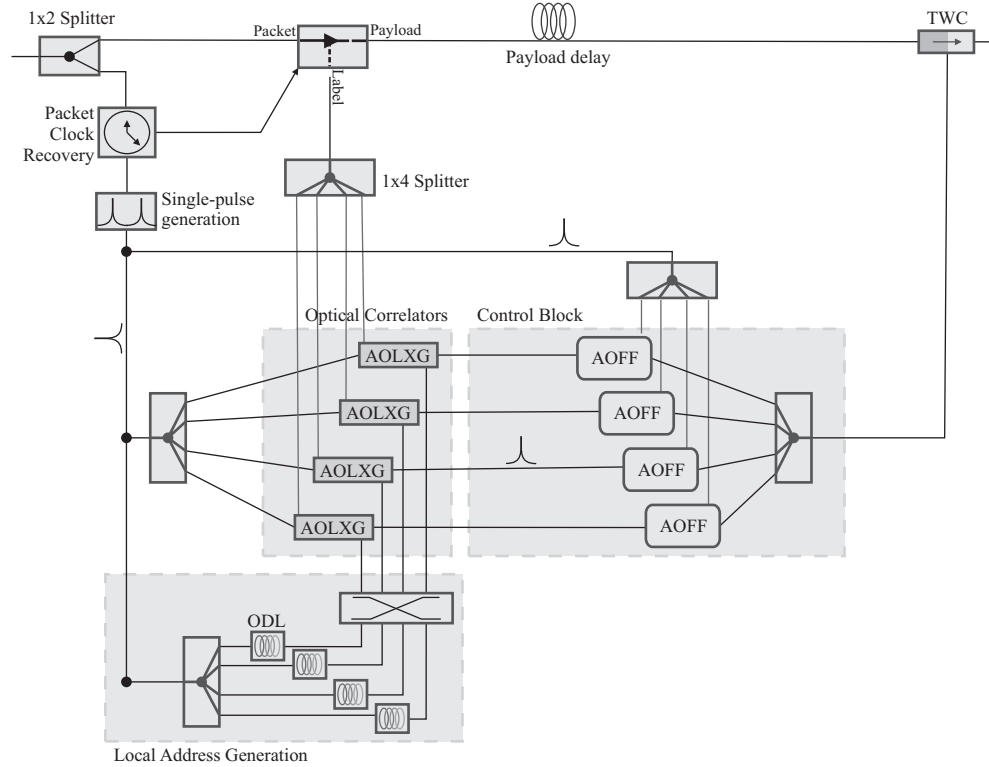 1x2 Splitter
TWC
Packet
Payload
Payload delay
Label
Packet
Clock
Recovery
1x4 Splitter
Single-pulse
generation
Optical Correlators
Control Block
AOLXG
AOFF
AOLXG
AOFF
AOLXG
AOFF
AOLXG
AOFF
ODL
Local Address Generation